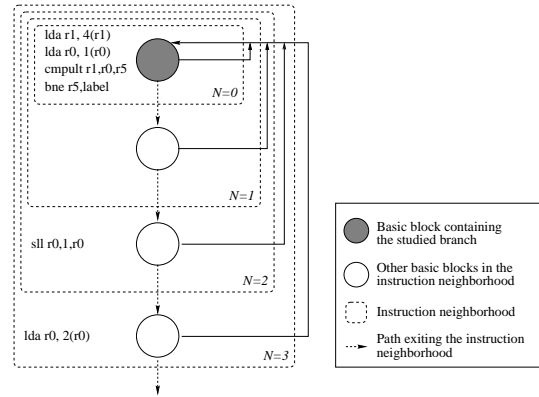 lda r1, 4(r1)
lda r0, 1(r0)
cmpult r1,r0,r5
bne r5,label
N=0
N=1
sll r0,1,r0
N=2
lda r0, 2(r0)
N=3
Basic block containing
the studied branch
Other basic blocks in the
instruction neighborhood
Instruction neighborhood
Path exiting the instruction
neighborhood